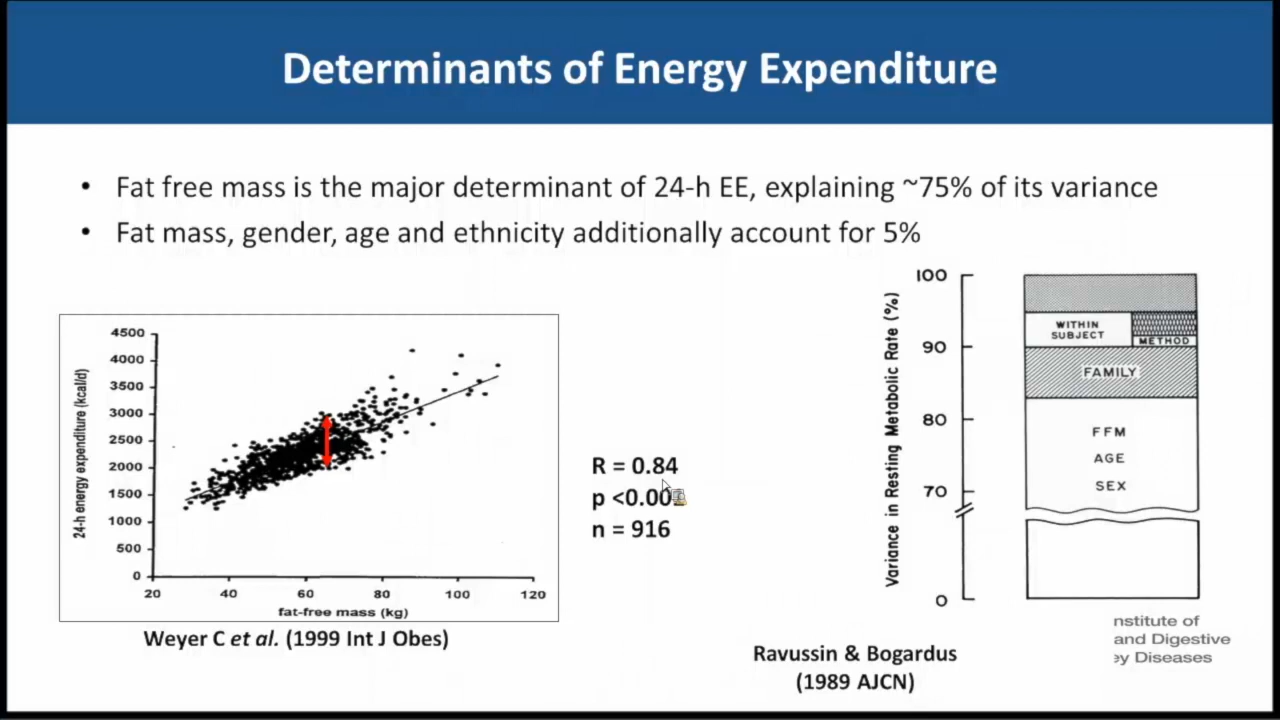 Determinants of Energy Expenditure
• Fat free mass is the major determinant of 24-h EE, explaining ~75% of its variance
• Fat mass, gender, age and ethnicity additionally account for 5%
4500
4000
3500
3000
2500
2000
1500
1000
500
0
24-h energy expenditure (kcal/d)
20 40 60 80 100 120
fat-free mass (kg)
Weyer C et al. (1999 Int J Obes)
R = 0.84
p <0.00
n = 916
Variance in Resting Metabolic Rate (%)
100
90
80
70
0
WITHIN
SUBJECT
METHOD
FAMILY
FFM
AGE
SEX
Ravussin & Bogardus
(1989 AJCN)
nstitute of
and Digestive
ey Diseases